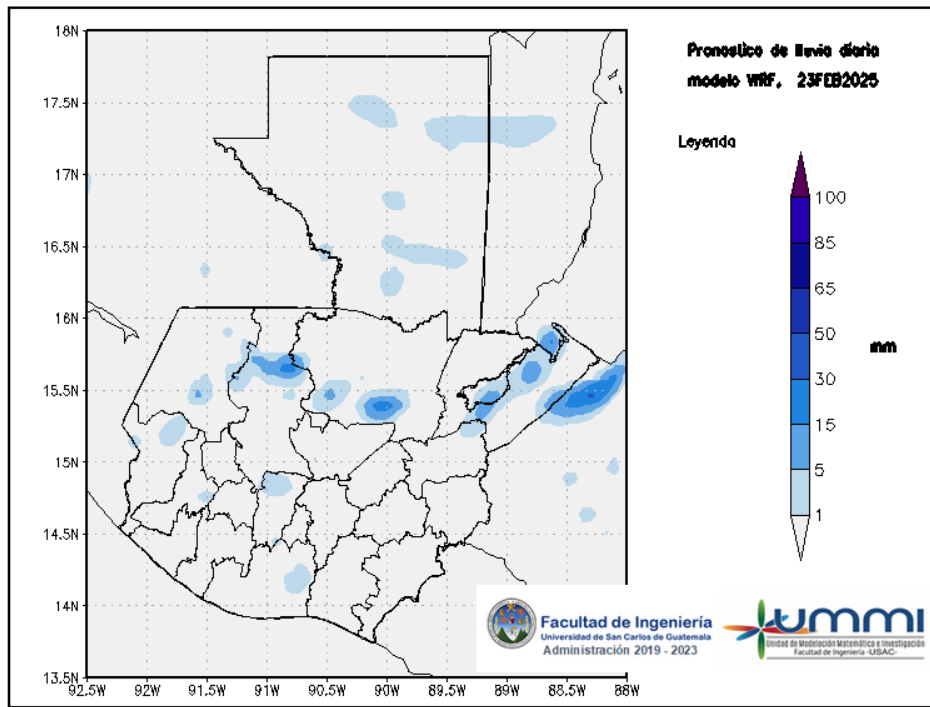 Pronostico de lluvia diaria
modelo WRF, 23FEB2025
Leyenda
100
85
65
50
30
15
5
1
mm
18N
17.5N
17N
16.5N
16N
15.5N
15N
14.5N
14N
13.5N
92.5W
92W
91.5W
91W
90.5W
90W
89.5W
89W
88.5W
88W
Facultad de Ingeniería
Universidad de San Carlos de Guatemala
Administración 2019 - 2023
UMMI
Unidad de Modelación Matemática e Investigación
Facultad de Ingeniería -USAC-